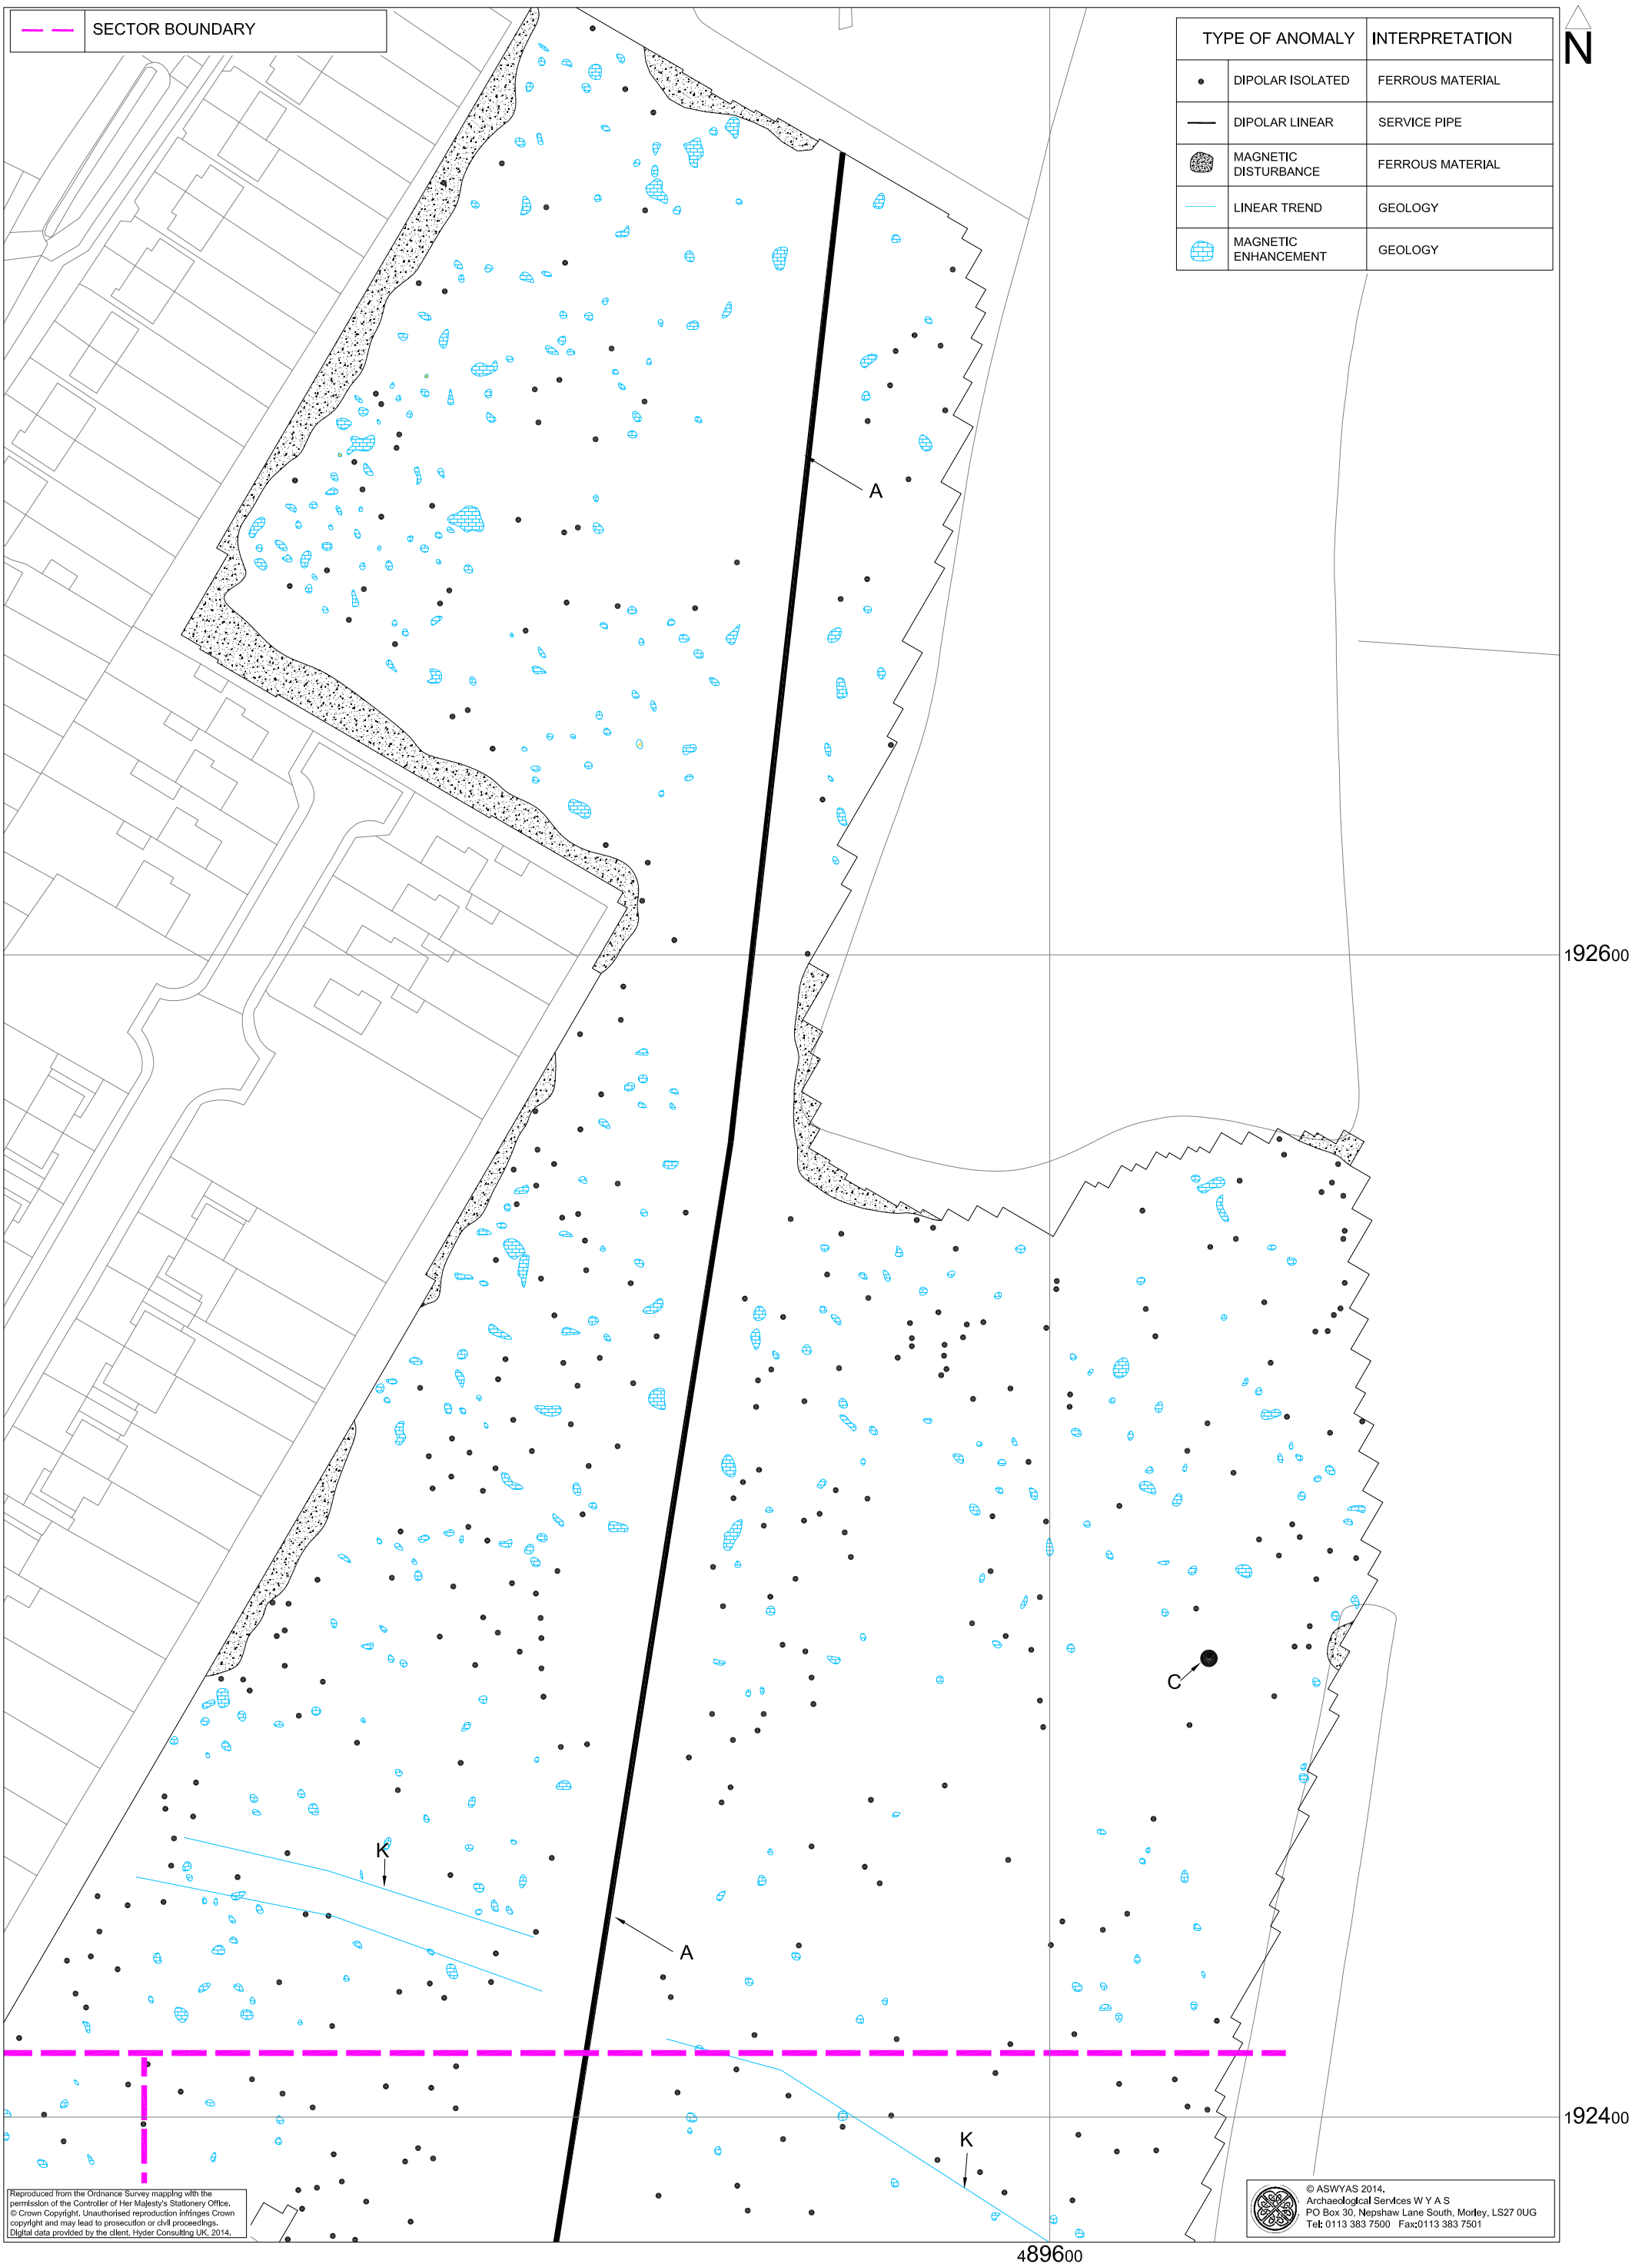 SECTOR BOUNDARY
TYPE OF ANOMALY INTERPRETATION
DIPOLAR ISOLATED FERROUS MATERIAL
DIPOLAR LINEAR SERVICE PIPE
MAGNETIC
DISTURBANCE FERROUS MATERIAL
LINEAR TREND GEOLOGY
MAGNETIC
ENHANCEMENT GEOLOGY
N
A
192600
C
K
A
192400
K
Reproduced from the Ordnance Survey mapping with the
permission of the Controller of Her Majesty's Stationery Office.
© Crown Copyright. Unauthorised reproduction infringes Crown
copyright and may lead to prosecution or civil proceedings.
Digital data provided by the client, Hyder Consulting UK, 2014.
© ASWYAS 2014.
Archaeological Services W Y A S
PO Box 30, Nepshaw Lane South, Morley, LS27 0UG
Tel: 0113 383 7500 Fax:0113 383 7501
489600